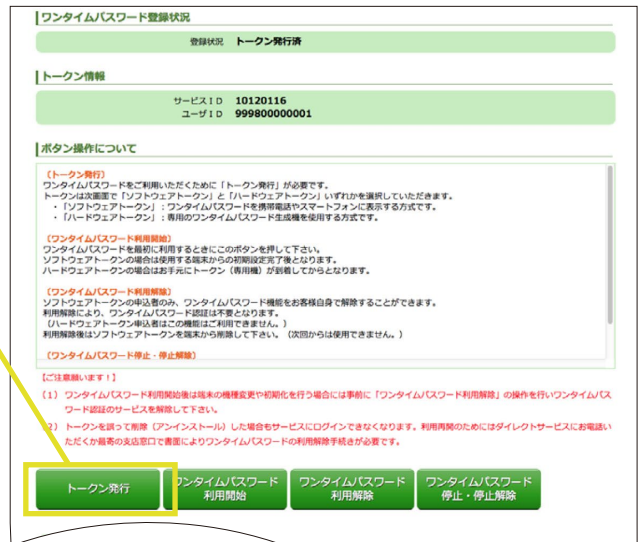 ワンタイムパスワード登録状況
登録状況 トークン発行済
トークン情報
サービスＩＤ 10120116
ユーザＩＤ 999800000001
ボタン操作について
〔トークン発行〕
ワンタイムパスワードをご利用いただくために「トークン発行」が必要です。
トークンは次画面で「ソフトウェアトークン」と「ハードウェアトークン」いずれかを選択していただきます。
・「ソフトウェアトークン」：ワンタイムパスワードを携帯電話やスマートフォンに表示する方式です。
・「ハードウェアトークン」：専用のワンタイムパスワード生成機を使用する方式です。
〔ワンタイムパスワード利用開始〕
ワンタイムパスワードを最初に利用するときにこのボタンを押して下さい。
ソフトウェアトークンの場合は使用する端末からの初期設定完了後となります。
ハードウェアトークンの場合はお手元にトークン（専用機）が到着してからとなります。
〔ワンタイムパスワード利用解除〕
ソフトウェアトークンの申込者のみ、ワンタイムパスワード機能をお客様自身で解除することができます。
利用解除により、ワンタイムパスワード認証は不要となります。
（ハードウェアトークン申込者はこの機能はご利用できません。）
利用解除後はソフトウェアトークンを端末から削除して下さい。（次回からは使用できません。）
〔ワンタイムパスワード停止・停止解除〕
【ご注意願います！】
（１） ワンタイムパスワード利用開始後は端末の機種変更や初期化を行う場合には事前に「ワンタイムパスワード利用解除」の操作を行いワンタイムパス
ワード認証のサービスを解除して下さい。
２） トークンを誤って削除（アンインストール）した場合もサービスにログインできなくなります。利用再開のためにはダイレクトサービスにお電話い
ただくか最寄の支店窓口で書面によりワンタイムパスワードの利用解除手続きが必要です。
トークン発行
ワンタイムパスワード
利用開始
ワンタイムパスワード
利用解除
ワンタイムパスワード
停止・停止解除